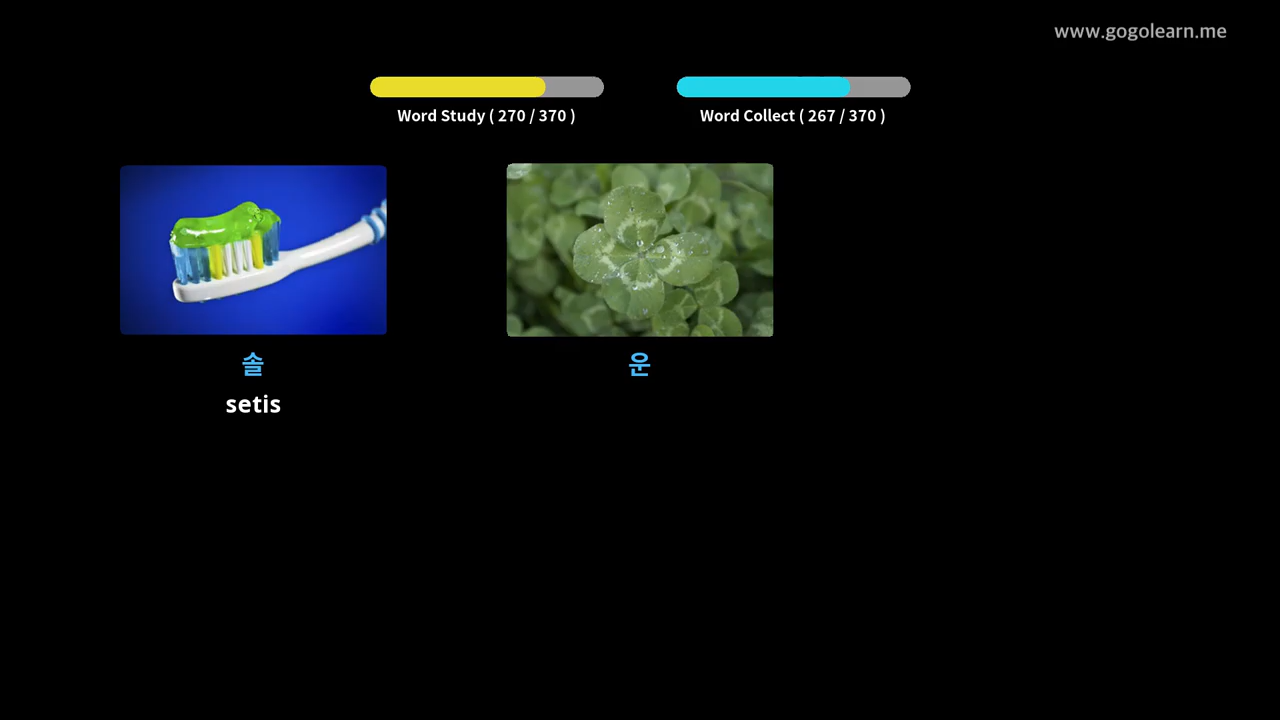 www.gogolearn.me
Word Study ( 270 / 370 )
Word Collect ( 267 / 370 )
솔
setis
운